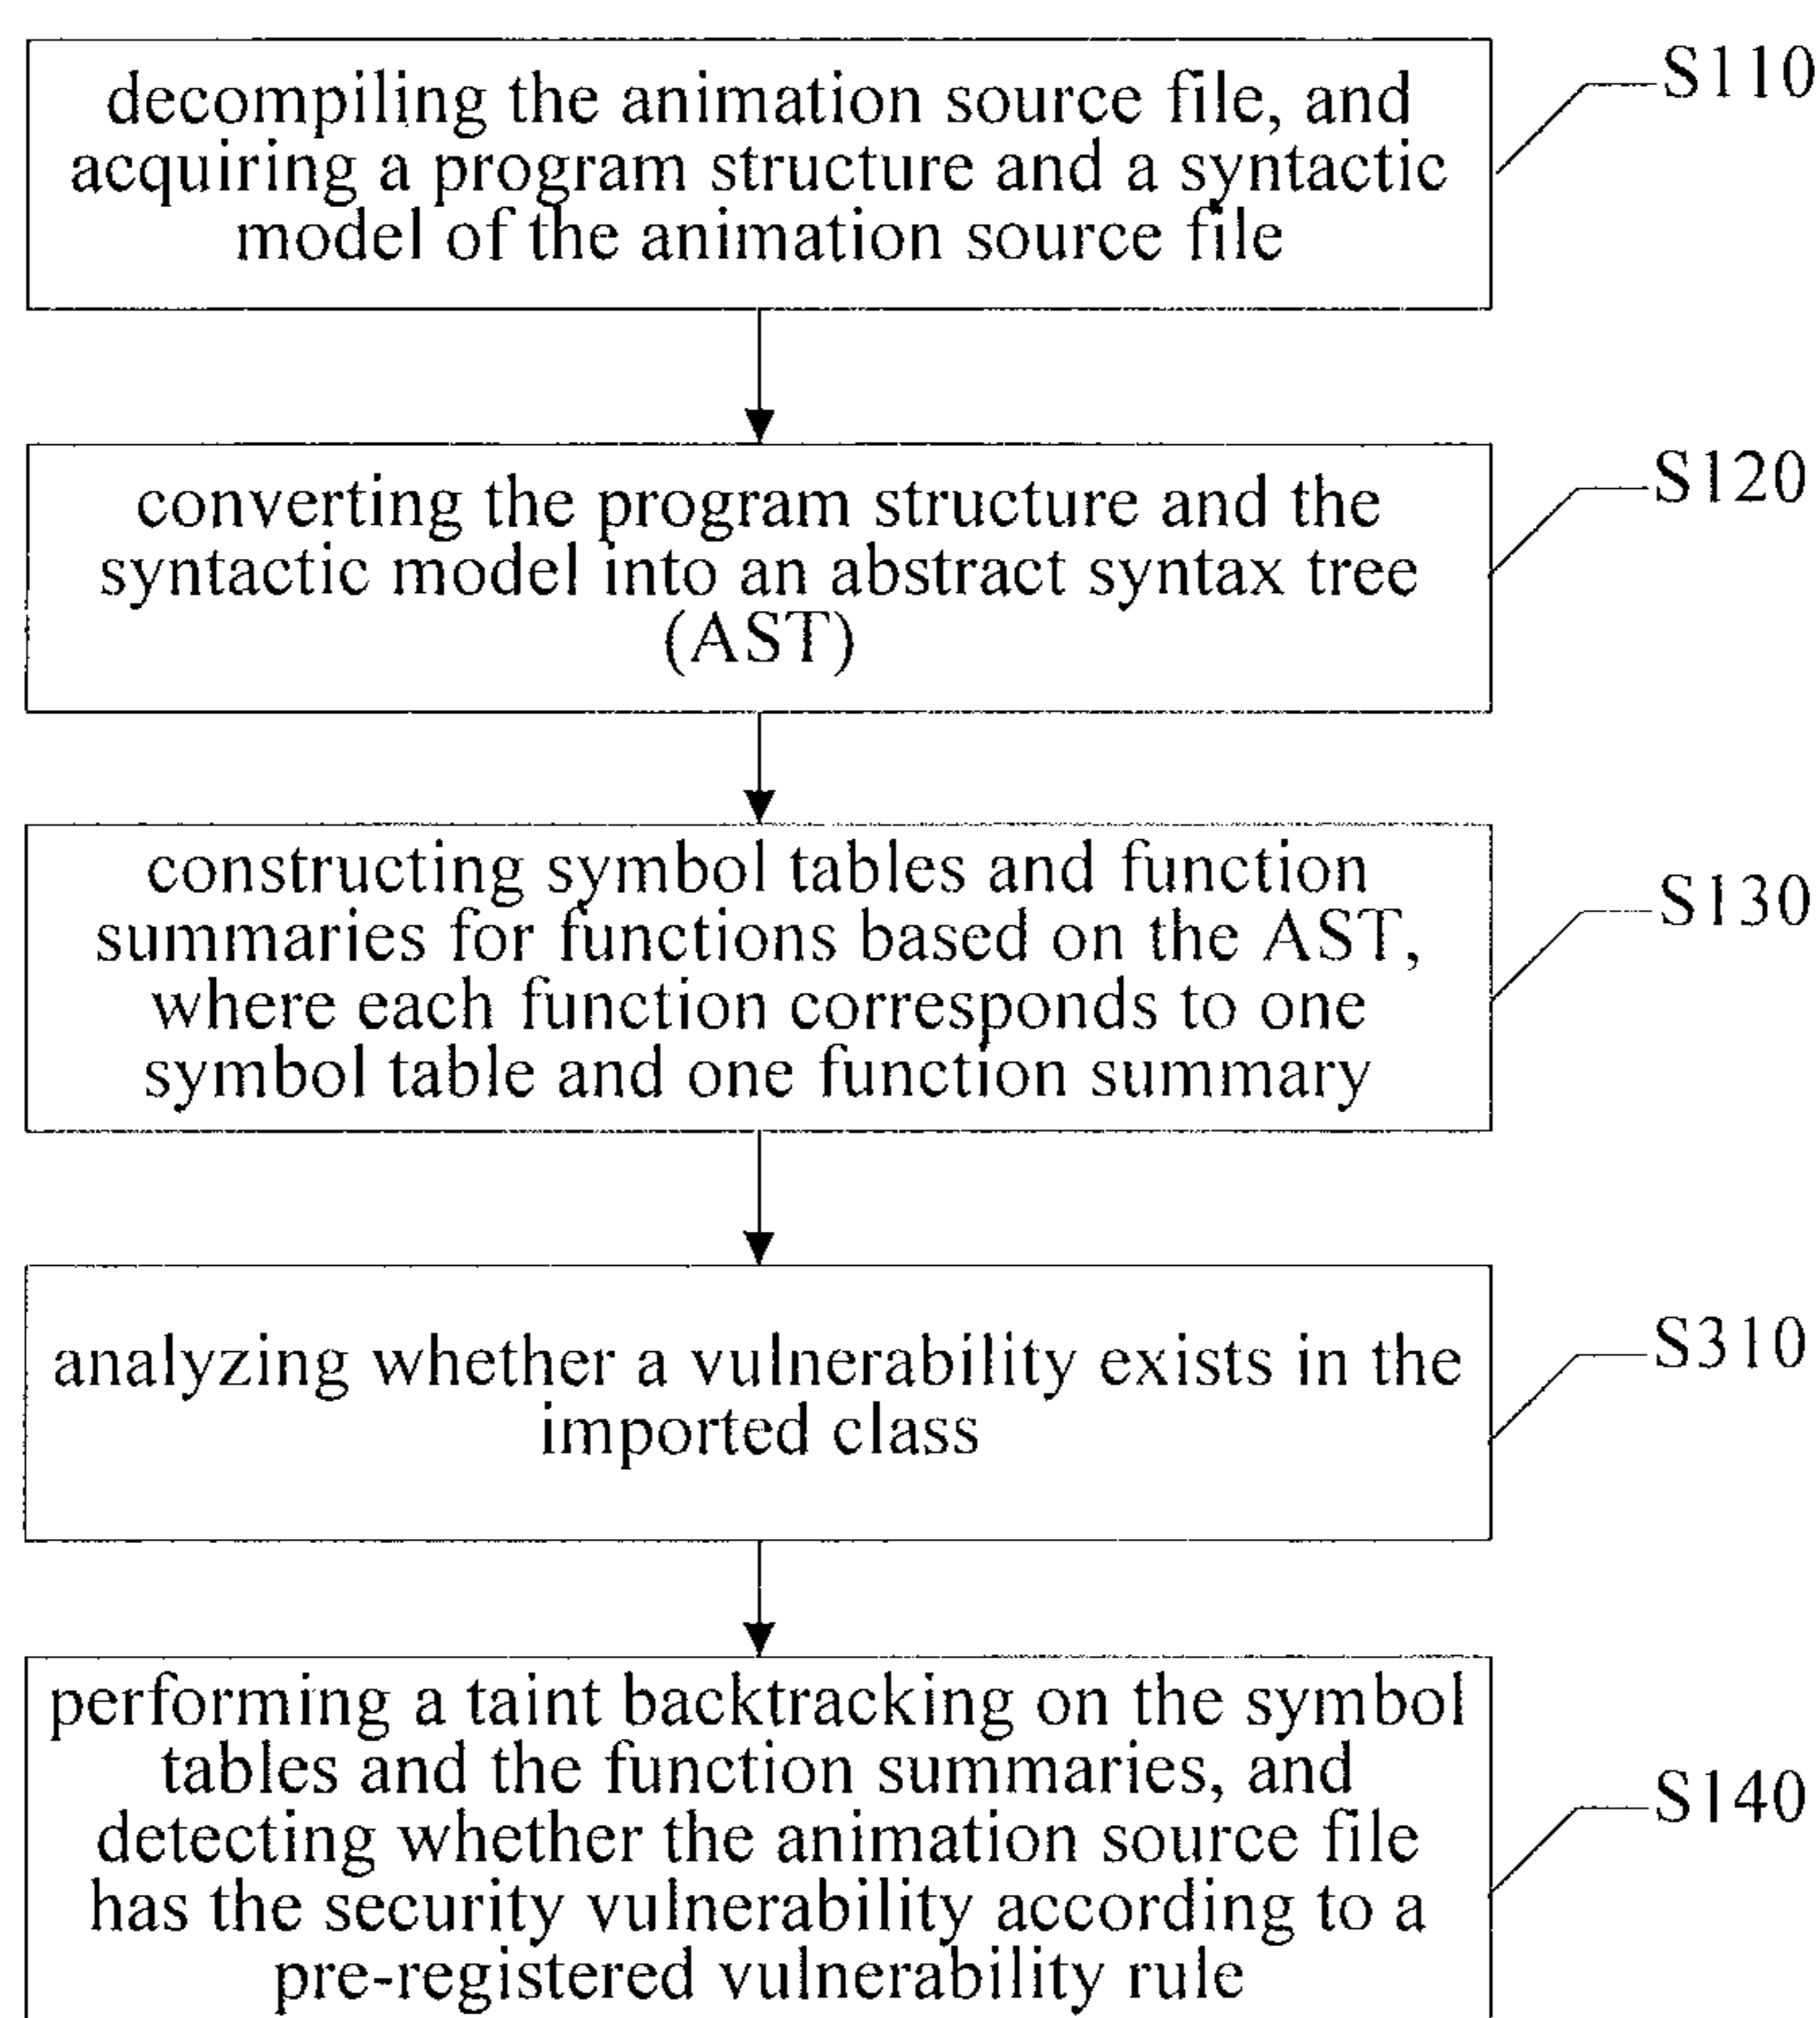 decompiling the animation source file, and
acquiring a program structure and a syntactic
model of the animation source file
S110
converting the program structure and the
syntactic model into an abstract syntax tree
(AST)
S120
constructing symbol tables and function
summaries for functions based on the AST,
where each function corresponds to one
symbol table and one function summary
S130
analyzing whether a vulnerability exists in the
imported class
S310
performing a taint backtracking on the symbol
tables and the function summaries, and
detecting whether the animation source file
has the security vulnerability according to a
pre-registered vulnerability rule
S140